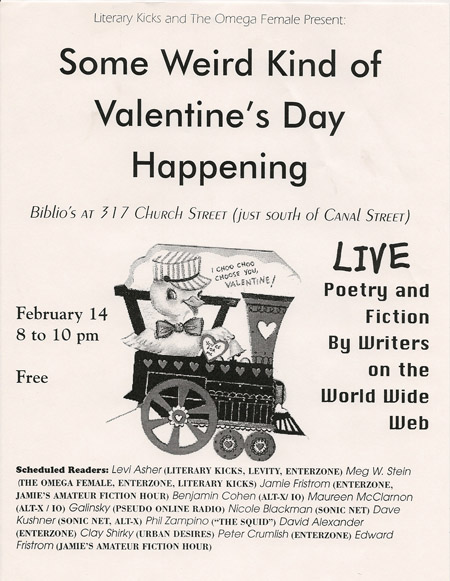 Literary Kicks and The Omega Female Present:
Some Weird Kind of
Valentine's Day
Happening
Biblio's at 317 Church Street (just south of Canal Street)
I CHOO CHOO
CHOOSE YOU,
VALENTINE!
LIVE
Poetry and
Fiction
By Writers
on the
World Wide
Web
February 14
8 to 10 pm
Free
Scheduled Readers: Levi Asher (LITERARY KICKS, LEVITY, ENTERZONE) Meg W. Stein
(THE OMEGA FEMALE, ENTERZONE, LITERARY KICKS) Jamie Fristrom (ENTERZONE,
JAMIE'S AMATEUR FICTION HOUR) Benjamin Cohen (ALT-X/ IO) Maureen McClarnon
(ALT-X / IO) Galinsky (PSEUDO ONLINE RADIO) Nicole Blackman (SONIC NET) Dave
Kushner (SONIC NET, ALT-X) Phil Zampino ("THE SQUID") David Alexander
(ENTERZONE) Clay Shirky (URBAN DESIRES) Peter Crumlish (ENTERZONE) Edward
Fristrom (JAMIE'S AMATEUR FICTION HOUR)